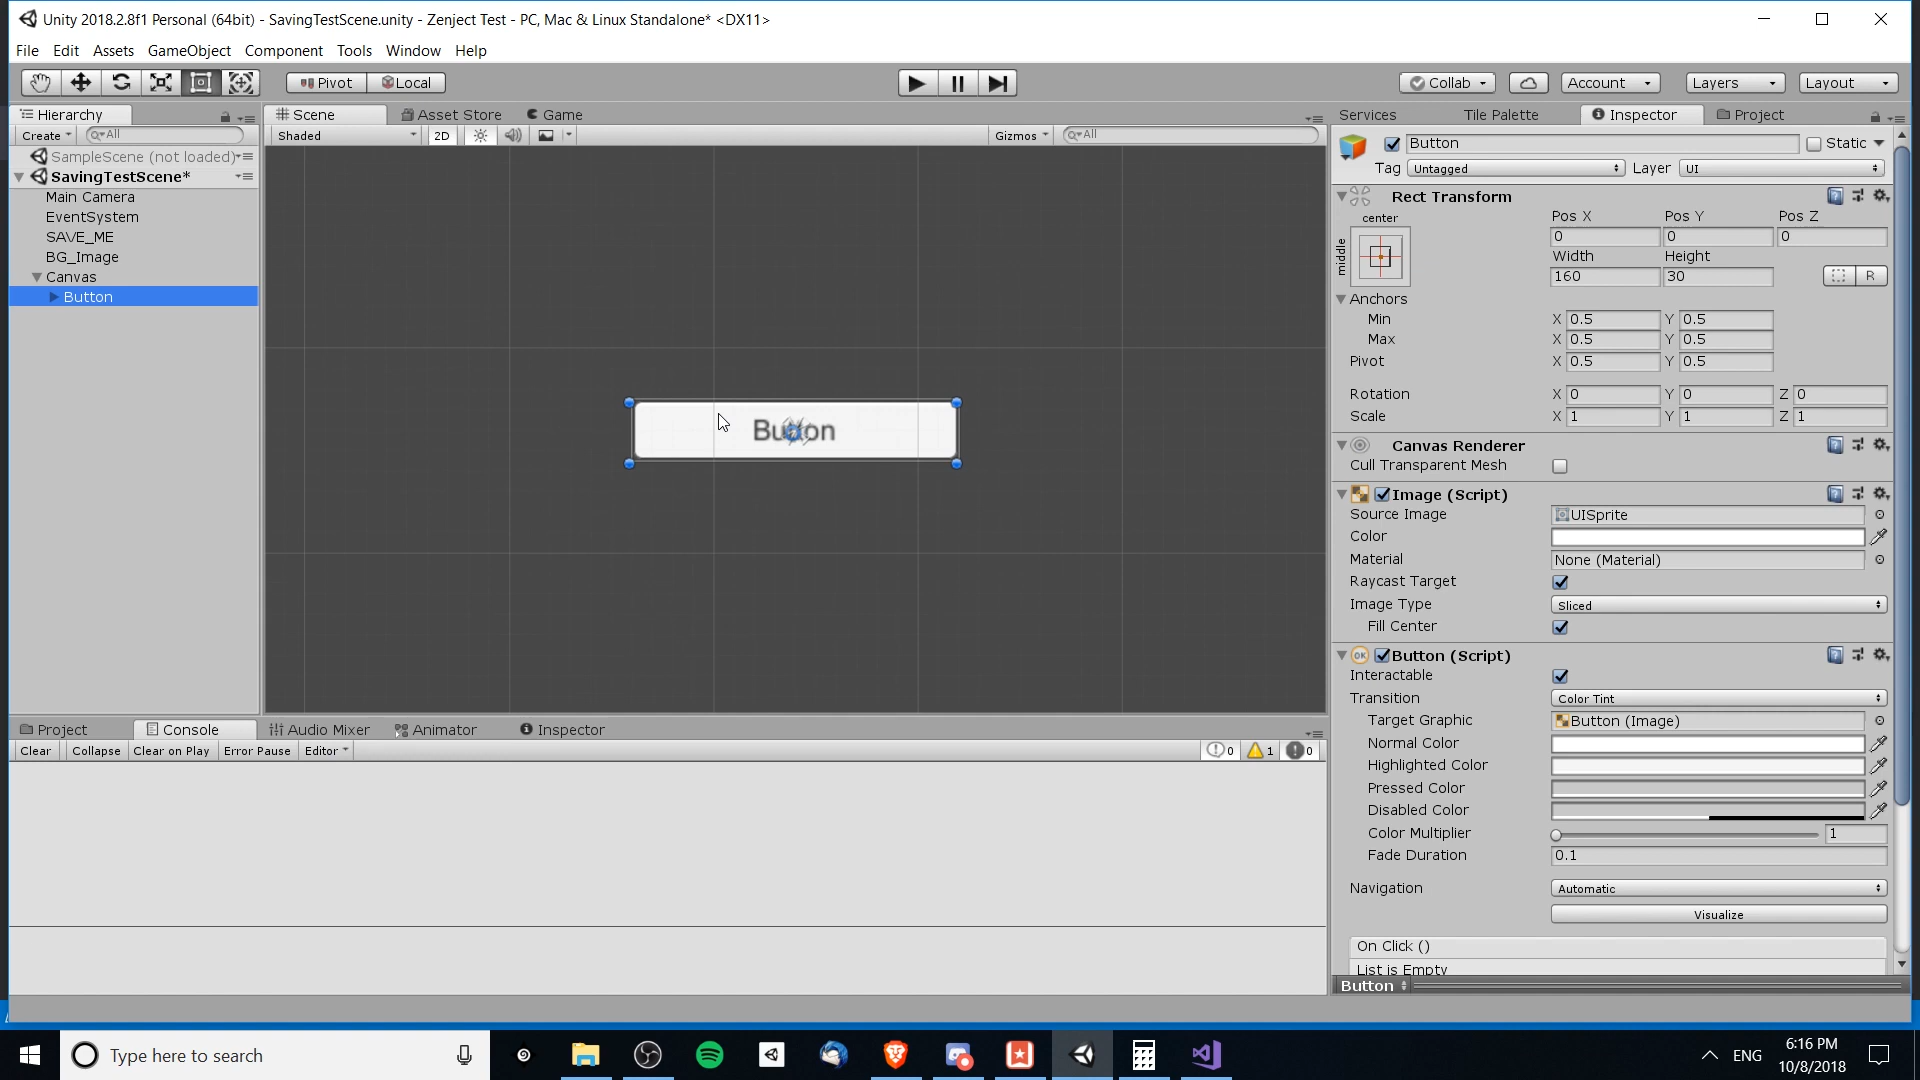 Unity 2018.2.8f1 Personal (64bit) - SavingTestScene.unity - Zenject Test - PC, Mac & Linux Standalone* <DX11>
File Edit Assets GameObject Component Tools Window Help
Pivot Local Collab Account Layers Layout
Hierarchy Scene Asset Store Game Services Tile Palette Inspector Project
Create All Shaded 2D Gizmos All
SampleScene (not loaded)
SavingTestScene*
Main Camera
EventSystem
SAVE_ME
BG_Image
Canvas
Button
Button
Button Static
Tag Untagged Layer UI
Rect Transform
center
middle
Pos X Pos Y Pos Z
0 0 0
Width Height
160 30 R
Anchors
Min X 0.5 Y 0.5
Max X 0.5 Y 0.5
Pivot X 0.5 Y 0.5
Rotation X 0 Y 0 Z 0
Scale X 1 Y 1 Z 1
Canvas Renderer
Cull Transparent Mesh
Image (Script)
Source Image UISprite
Color
Material None (Material)
Raycast Target
Image Type Sliced
Fill Center
OK Button (Script)
Interactable
Transition Color Tint
Target Graphic Button (Image)
Normal Color
Highlighted Color
Pressed Color
Disabled Color
Color Multiplier 1
Fade Duration 0.1
Navigation Automatic
Visualize
On Click ()
List is Empty
Button
Project Console Audio Mixer Animator Inspector
Clear Collapse Clear on Play Error Pause Editor 0 1 0
Type here to search
ENG
6:16 PM
10/8/2018